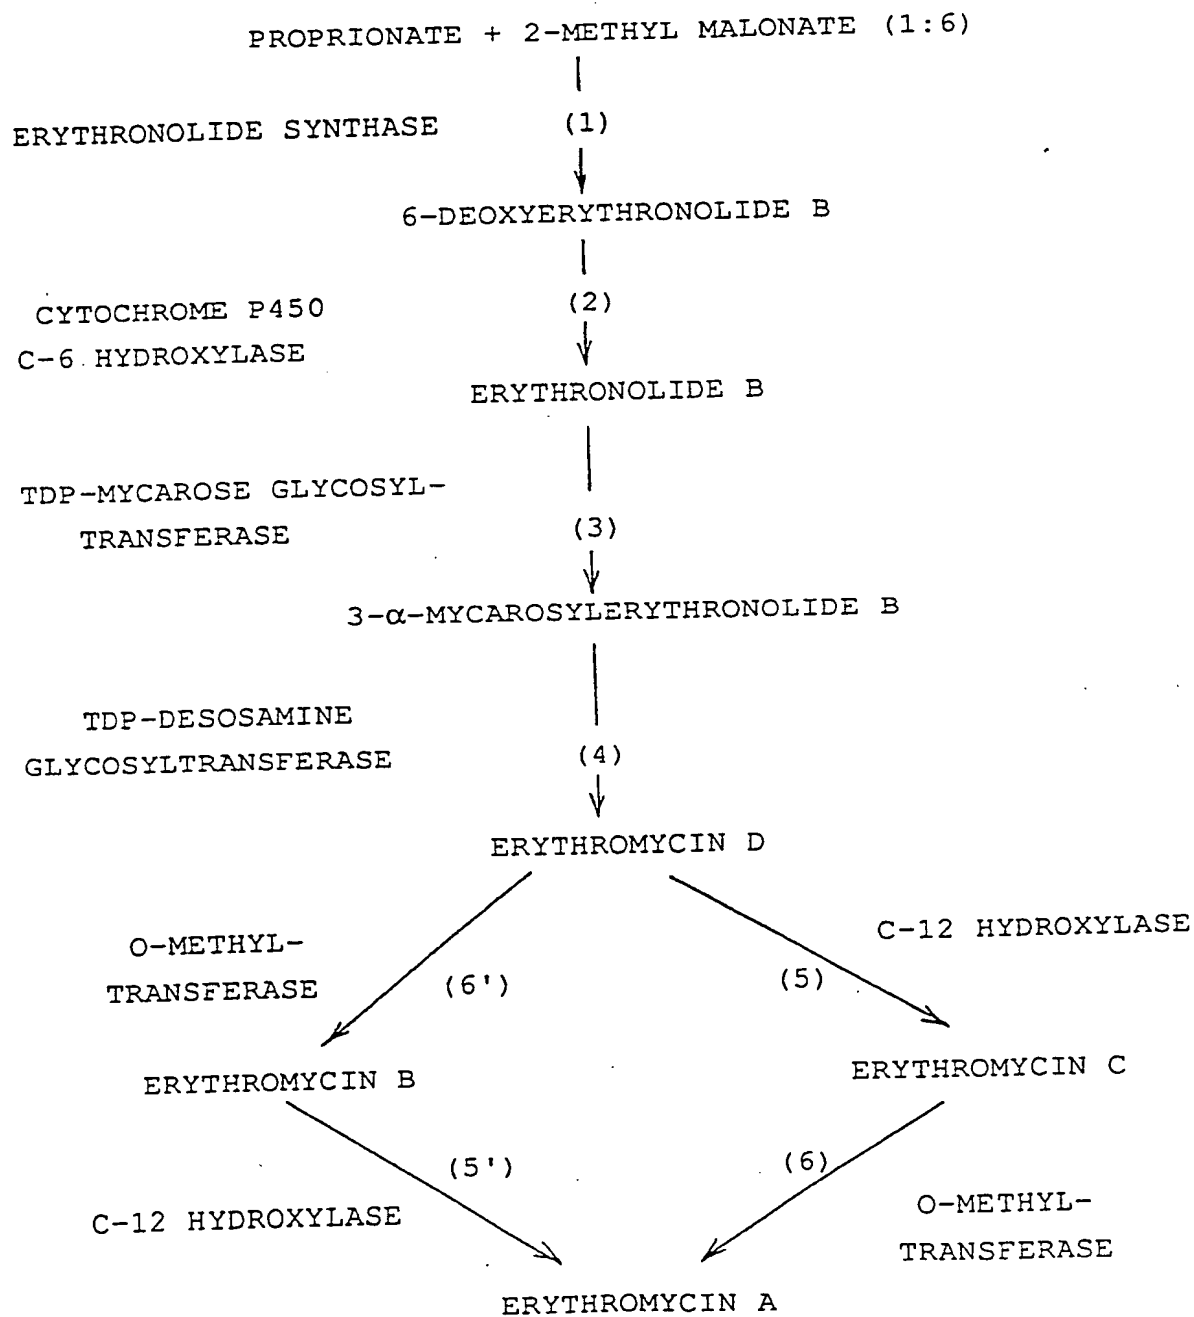 PROPRIONATE + 2-METHYL MALONATE (1:6)
ERYTHRONOLIDE SYNTHASE
(1)
6-DEOXYERYTHRONOLIDE B
CYTOCHROME P450
C-6 HYDROXYLASE
(2)
ERYTHRONOLIDE B
TDP-MYCAROSE GLYCOSYL-
TRANSFERASE
(3)
3-α-MYCAROSYLERYTHRONOLIDE B
TDP-DESOSAMINE
GLYCOSYLTRANSFERASE
(4)
ERYTHROMYCIN D
O-METHYL-
TRANSFERASE
(6')
(5)
C-12 HYDROXYLASE
ERYTHROMYCIN B
ERYTHROMYCIN C
(5')
C-12 HYDROXYLASE
(6)
O-METHYL-
TRANSFERASE
ERYTHROMYCIN A